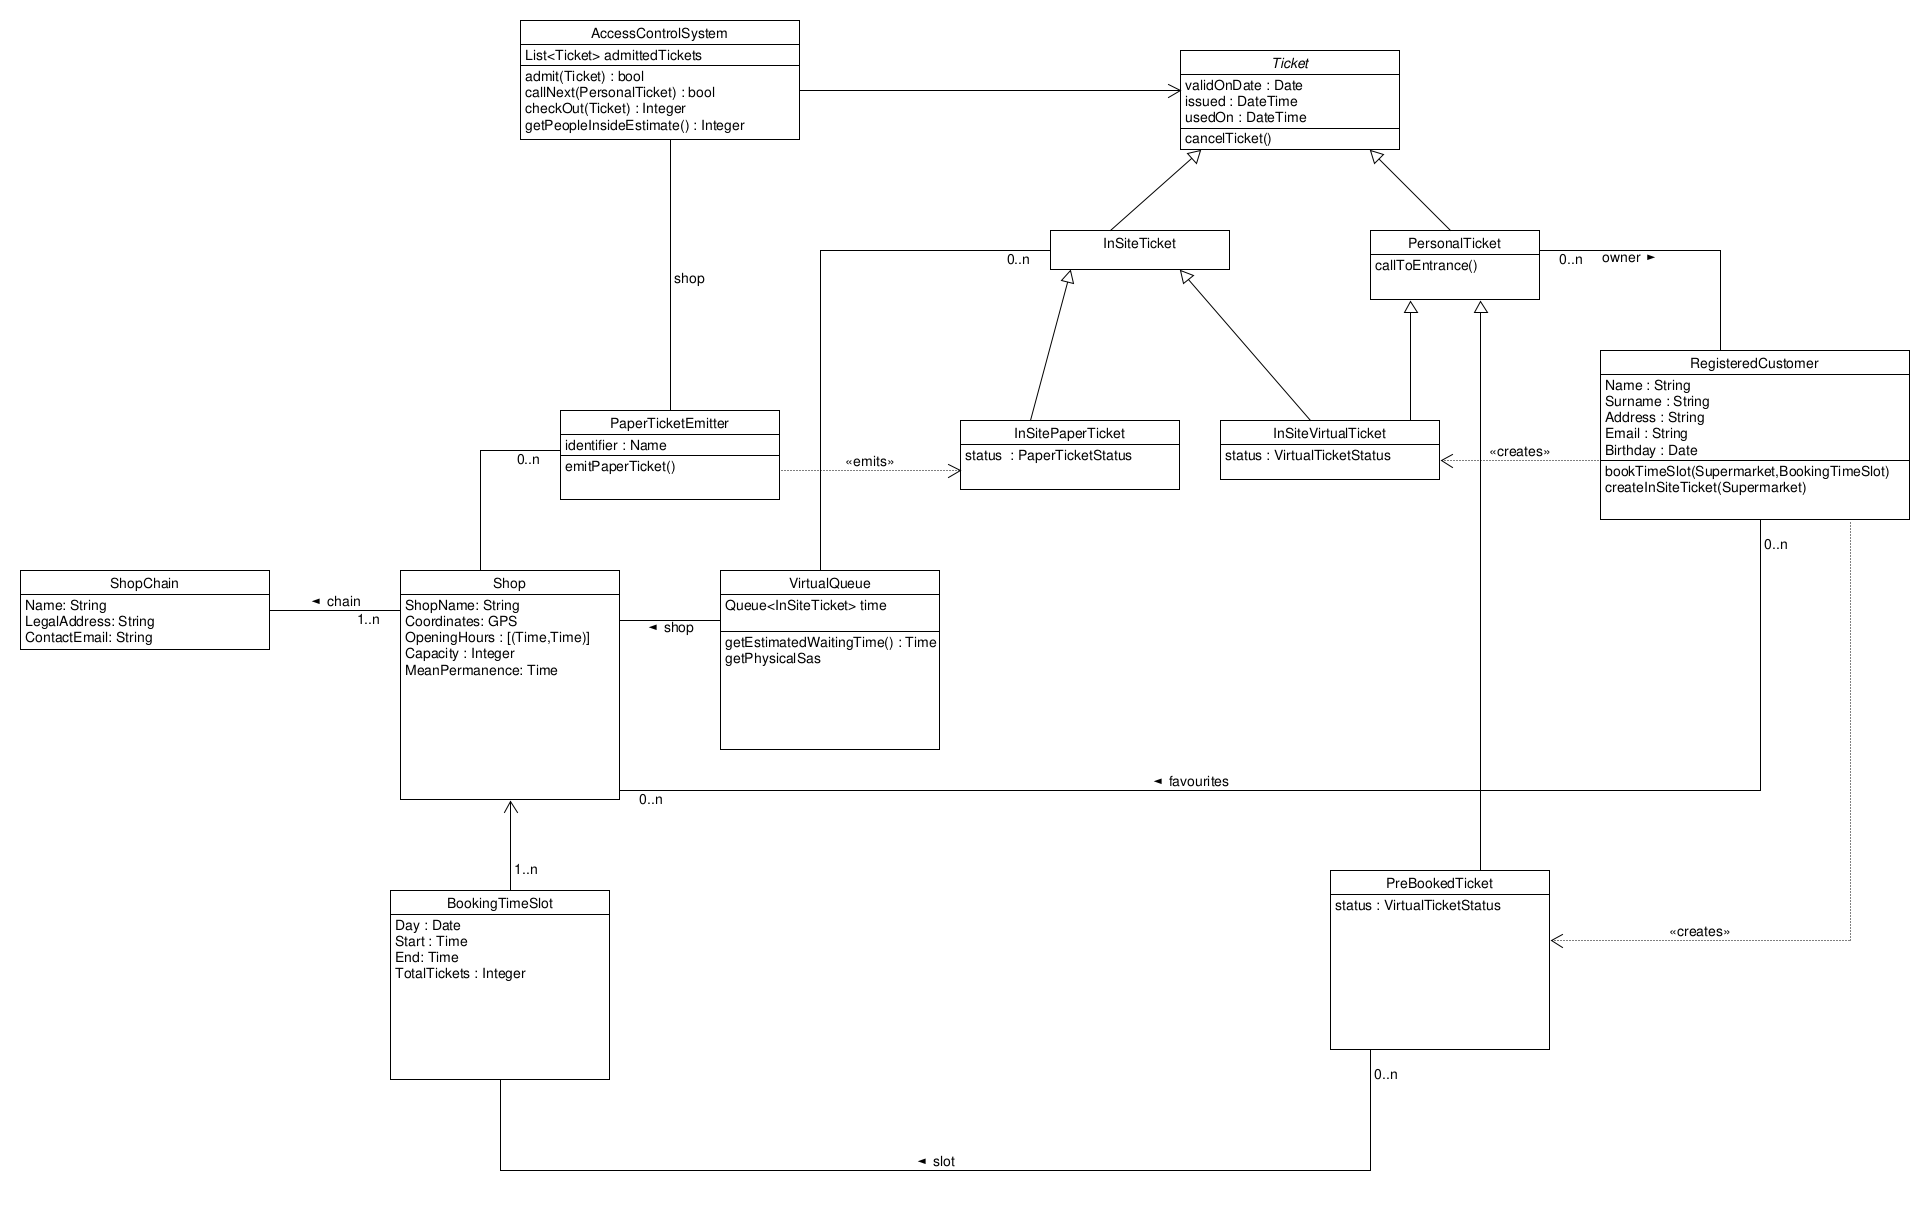 AccessControlSystem
List<Ticket> admittedTickets
admit(Ticket) : bool
callNext(PersonalTicket) : bool
checkOut(Ticket) : Integer
getPeopleInsideEstimate() : Integer
Ticket
validOnDate : Date
issued : DateTime
usedOn : DateTime
cancelTicket()
InSiteTicket
0..n
PersonalTicket
callToEntrance()
0..n
owner ►
shop
RegisteredCustomer
Name : String
Surname : String
Address : String
Email : String
Birthday : Date
bookTimeSlot(Supermarket,BookingTimeSlot)
createInSiteTicket(Supermarket)
PaperTicketEmitter
identifier : Name
emitPaperTicket()
0..n
«emits»
InSitePaperTicket
status : PaperTicketStatus
InSiteVirtualTicket
status : VirtualTicketStatus
«creates»
0..n
ShopChain
Name: String
LegalAddress: String
ContactEmail: String
◄ chain
1..n
Shop
ShopName: String
Coordinates: GPS
OpeningHours : [(Time,Time)]
Capacity : Integer
MeanPermanence: Time
◄ shop
VirtualQueue
Queue<InSiteTicket> time
getEstimatedWaitingTime() : Time
getPhysicalSas
◄ favourites
0..n
1..n
BookingTimeSlot
Day : Date
Start : Time
End: Time
TotalTickets : Integer
PreBookedTicket
status : VirtualTicketStatus
«creates»
0..n
◄ slot